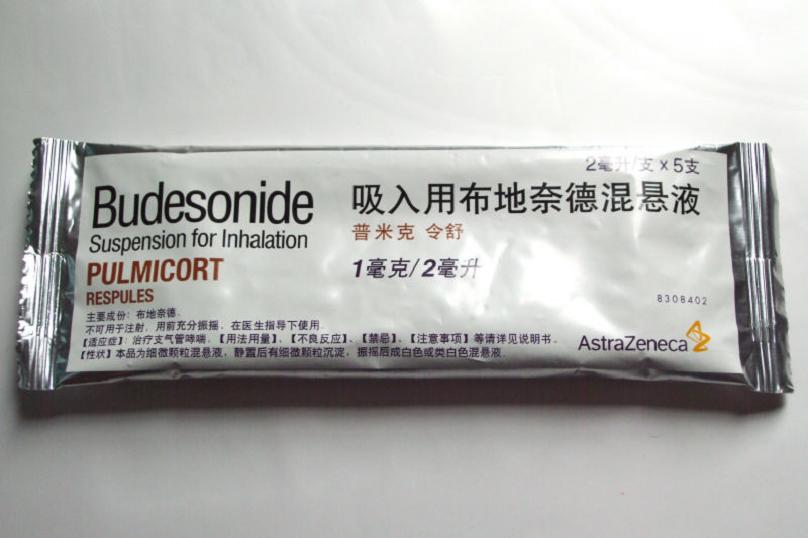 2毫升/支×5支
Budesonide
吸入用布地奈德混悬液
Suspension for Inhalation
普米克 令舒
PULMICORT
1毫克/2毫升
RESPULES
8308402
主要成份：布地奈德.
不可用于注射．用前充分振摇．在医生指导下使用.
【适应症】：治疗支气管哮喘．【用法用量】、【不良反应】、【禁忌】、【注意事项】等请详见说明书．
【性状】本品为细微颗粒混悬液，静置后有细微颗粒沉淀，振摇后成白色或类白色混悬液.
AstraZeneca